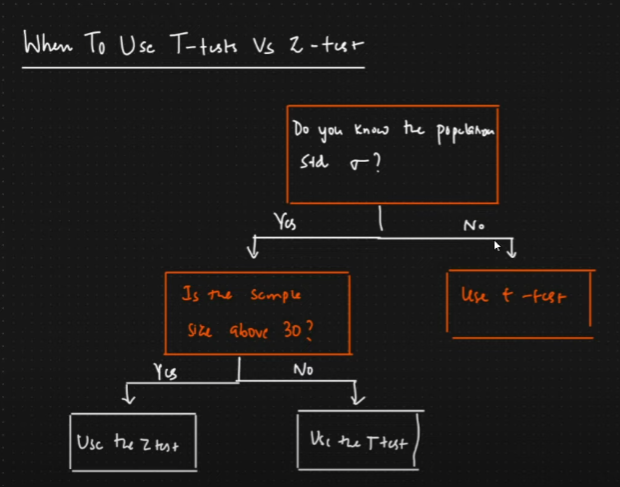 When To Use T-tests Vs Z-test
Do you know the population
std σ?
Yes
No
Is the sample
size above 30?
Use t-test
Yes
No
Use the Z test
Use the T test